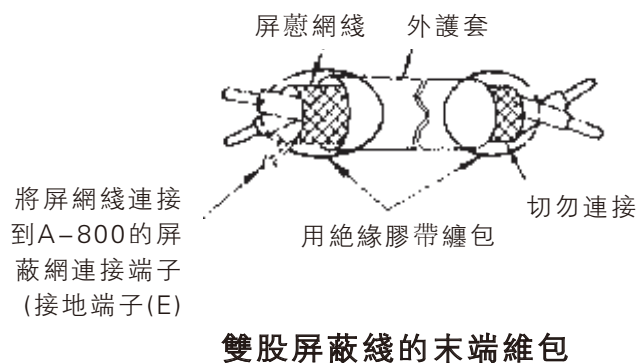 屏蔚網綫
外護套
將屏網綫連接
到A–800的屏
蔽網連接端子
(接地端子(E)
用絶緣膠帶纏包
切勿連接
雙股屏蔽綫的末端維包